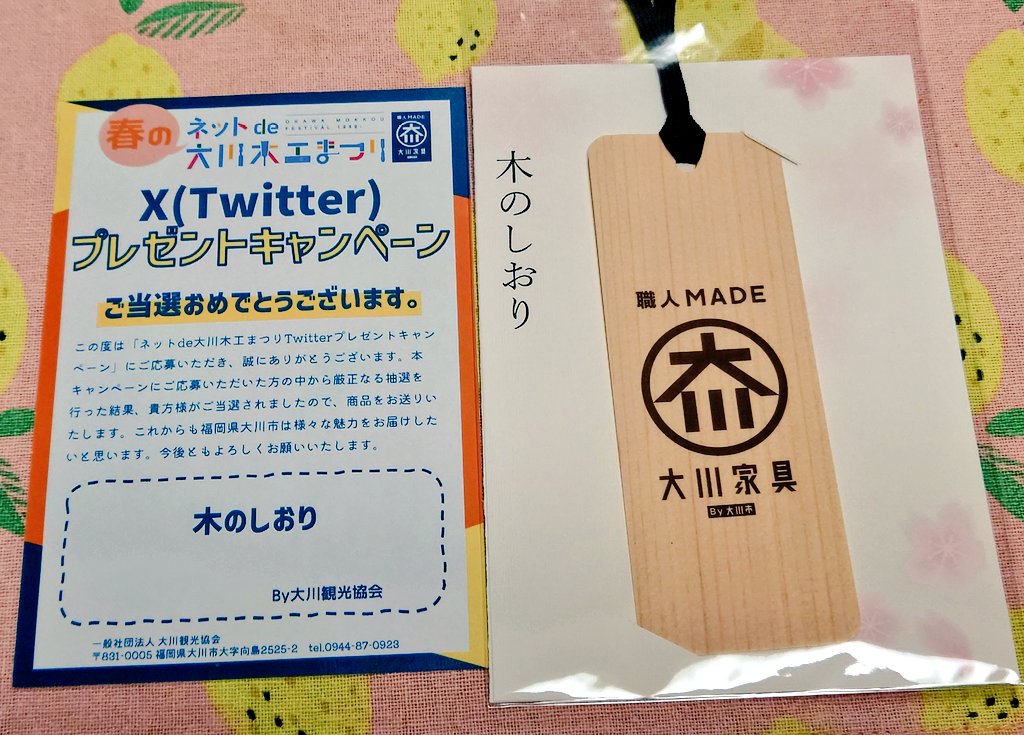 春の
ネットde
OKAWA MOKKOU
FESTIVAL
大川木工まつり
職人MADE
大川家具
X(Twitter)
プレゼントキャンペーン
ご当選おめでとうございます。
この度は「ネットde大川木工まつりTwitterプレゼントキャン
ペーン」にご応募いただき、誠にありがとうございます。本
キャンペーンにご応募いただいた方の中から厳正なる抽選を
行った結果、貴方様がご当選されましたので、商品をお送りい
たします。これからも福岡県大川市は様々な魅力をお届けした
いと思います。今後ともよろしくお願いいたします。
木のしおり
By大川観光協会
一般社団法人 大川観光協会
〒831-0005 福岡県大川市大字向島2525-2 tel.0944-87-0923
木のしおり
職人MADE
大川
大川家具
By大川市